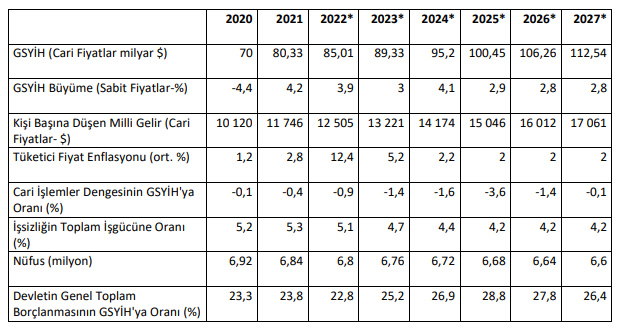 2020 2021 2022* 2023* 2024* 2025* 2026* 2027*
GSYİH (Cari Fiyatlar milyar $) 70 80,33 85,01 89,33 95,2 100,45 106,26 112,54
GSYİH Büyüme (Sabit Fiyatlar-%) -4,4 4,2 3,9 3 4,1 2,9 2,8 2,8
Kişi Başına Düşen Milli Gelir (Cari 10 120 11 746 12 505 13 221 14 174 15 046 16 012 17 061
Fiyatlar- $)
Tüketici Fiyat Enflasyonu (ort. %) 1,2 2,8 12,4 5,2 2,2 2 2 2
Cari İşlemler Dengesinin GSYİH'ya -0,1 -0,4 -0,9 -1,4 -1,6 -3,6 -1,4 -0,1
Oranı (%)
İşsizliğin Toplam İşgücüne Oranı 5,2 5,3 5,1 4,7 4,4 4,2 4,2 4,2
(%)
Nüfus (milyon) 6,92 6,84 6,8 6,76 6,72 6,68 6,64 6,6
Devletin Genel Toplam 23,3 23,8 22,8 25,2 26,9 28,8 27,8 26,4
Borçlanmasının GSYİH'ya Oranı (%)